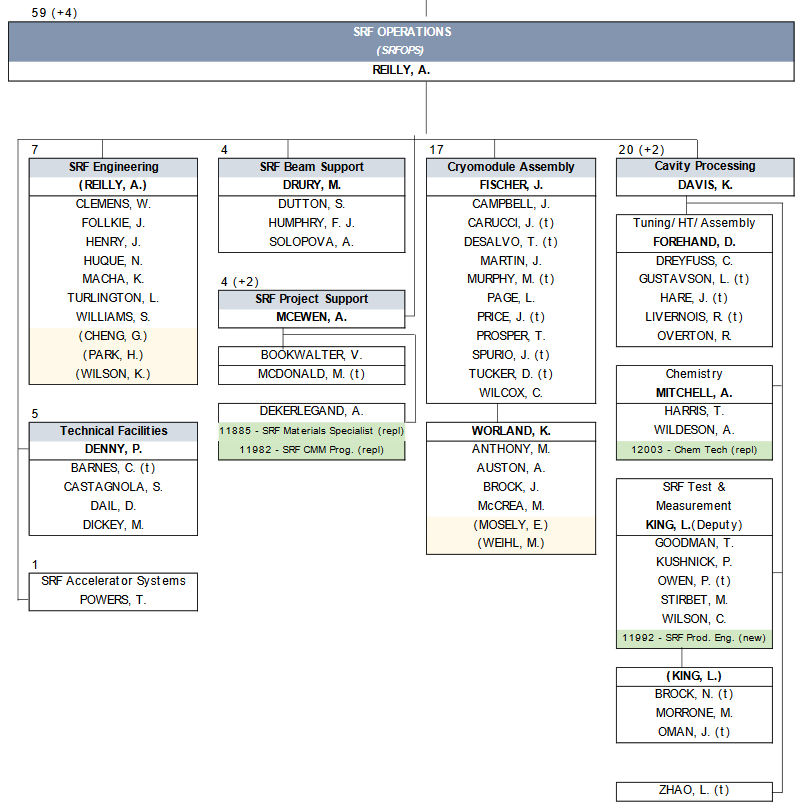 59 (+4)
SRF OPERATIONS
(SRFOPS)
REILLY, A.
7
SRF Engineering
(REILLY, A.)
CLEMENS, W.
FOLLKIE, J.
HENRY, J.
HUQUE, N.
MACHA, K.
TURLINGTON, L.
WILLIAMS, S.
(CHENG, G.)
(PARK, H.)
(WILSON, K.)
5
Technical Facilities
DENNY, P.
BARNES, C. (t)
CASTAGNOLA, S.
DAIL, D.
DICKEY, M.
1
SRF Accelerator Systems
POWERS, T.
4
SRF Beam Support
DRURY, M.
DUTTON, S.
HUMPHRY, F. J.
SOLOPOVA, A.
4 (+2)
SRF Project Support
MCEWEN, A.
BOOKWALTER, V.
MCDONALD, M. (t)
DEKERLEGAND, A.
11885 - SRF Materials Specialist (repl)
11982 - SRF CMM Prog. (repl)
17
Cryomodule Assembly
FISCHER, J.
CAMPBELL, J.
CARUCCI, J. (t)
DESALVO, T. (t)
MARTIN, J.
MURPHY, M. (t)
PAGE, L.
PRICE, J. (t)
PROSPER, T.
SPURIO, J. (t)
TUCKER, D. (t)
WILCOX, C.
WORLAND, K.
ANTHONY, M.
AUSTON, A.
BROCK, J.
McCREA, M.
(MOSELY, E.)
(WEIHL, M.)
20 (+2)
Cavity Processing
DAVIS, K.
Tuning/ HT/ Assembly
FOREHAND, D.
DREYFUSS, C.
GUSTAVSON, L. (t)
HARE, J. (t)
LIVERNOIS, R. (t)
OVERTON, R.
Chemistry
MITCHELL, A.
HARRIS, T.
WILDESON, A.
12003 - Chem Tech (repl)
SRF Test &
Measurement
KING, L.(Deputy)
GOODMAN, T.
KUSHNICK, P.
OWEN, P. (t)
STIRBET, M.
WILSON, C.
11992 - SRF Prod. Eng. (new)
(KING, L.)
BROCK, N. (t)
MORRONE, M.
OMAN, J. (t)
ZHAO, L. (t)